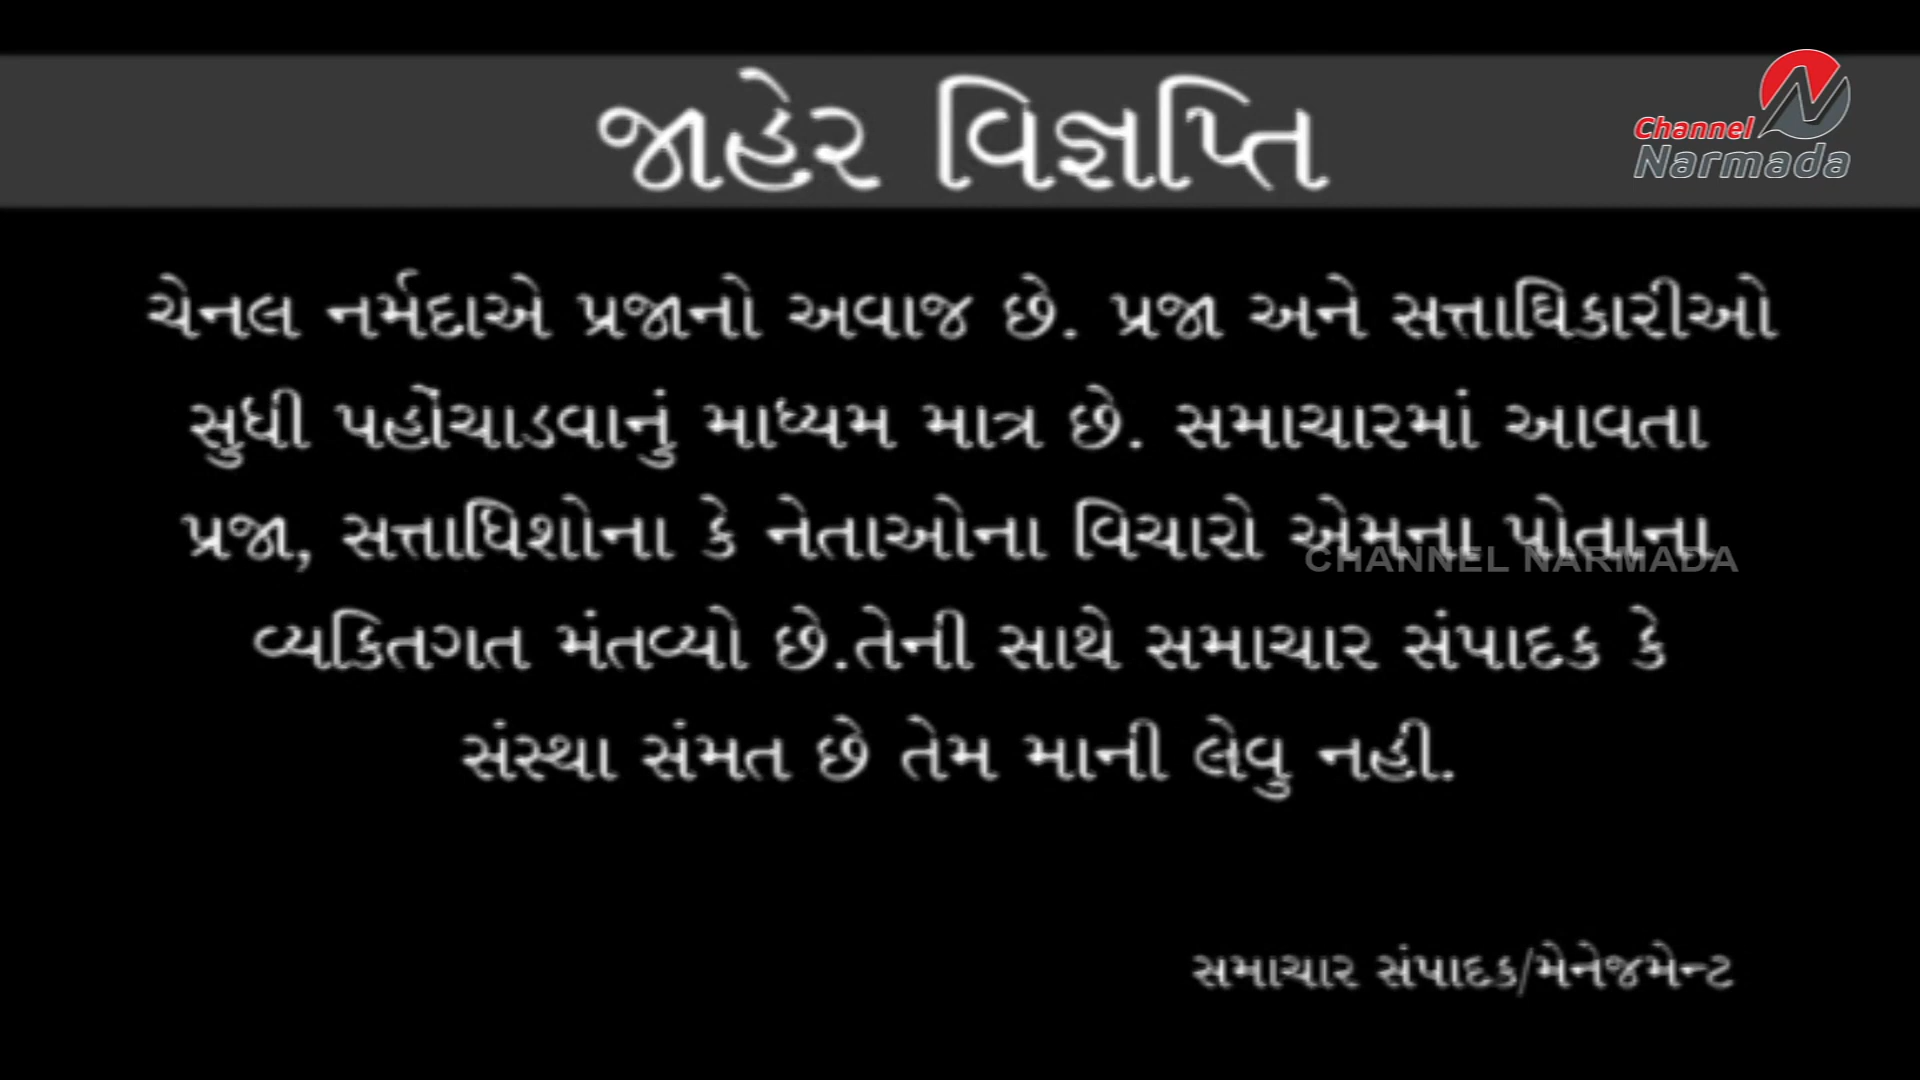 જાહેર વિજ્ઞપ્તિ
Channel
Narmada
ચેનલ નર્મદાએ પ્રજાનો અવાજ છે. પ્રજા અને સત્તાધિકારીઓ
સુધી પહોંચાડવાનું માધ્યમ માત્ર છે. સમાચારમાં આવતા
પ્રજા, સત્તાધિશોના કે નેતાઓના વિચારો એમના પોતાના
CHANNEL NARMADA
વ્યકિતગત મંતવ્યો છે.તેની સાથે સમાચાર સંપાદક કે
સંસ્થા સંમત છે તેમ માની લેવુ નહી.
સમાચાર સંપાદક/મેનેજમેન્ટ